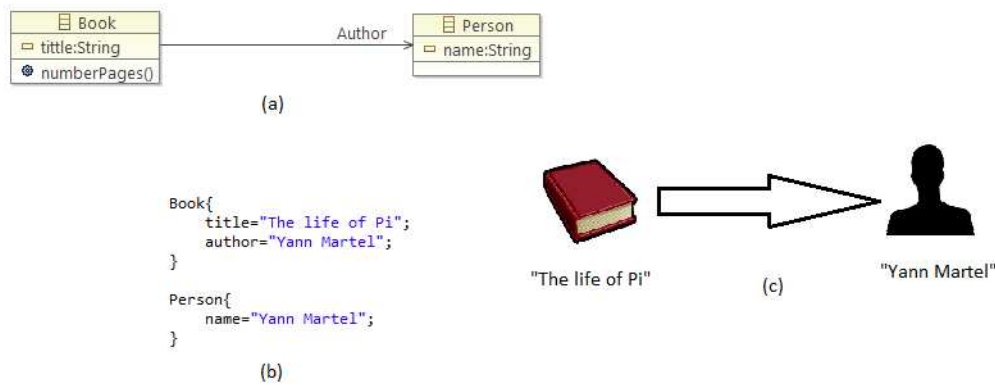 Book
tittle:String
numberPages()
Author
Person
name:String
(a)
Book{
title="The life of Pi";
author="Yann Martel";
}
Person{
name="Yann Martel";
}
(b)
"The life of Pi"
"Yann Martel"
(c)